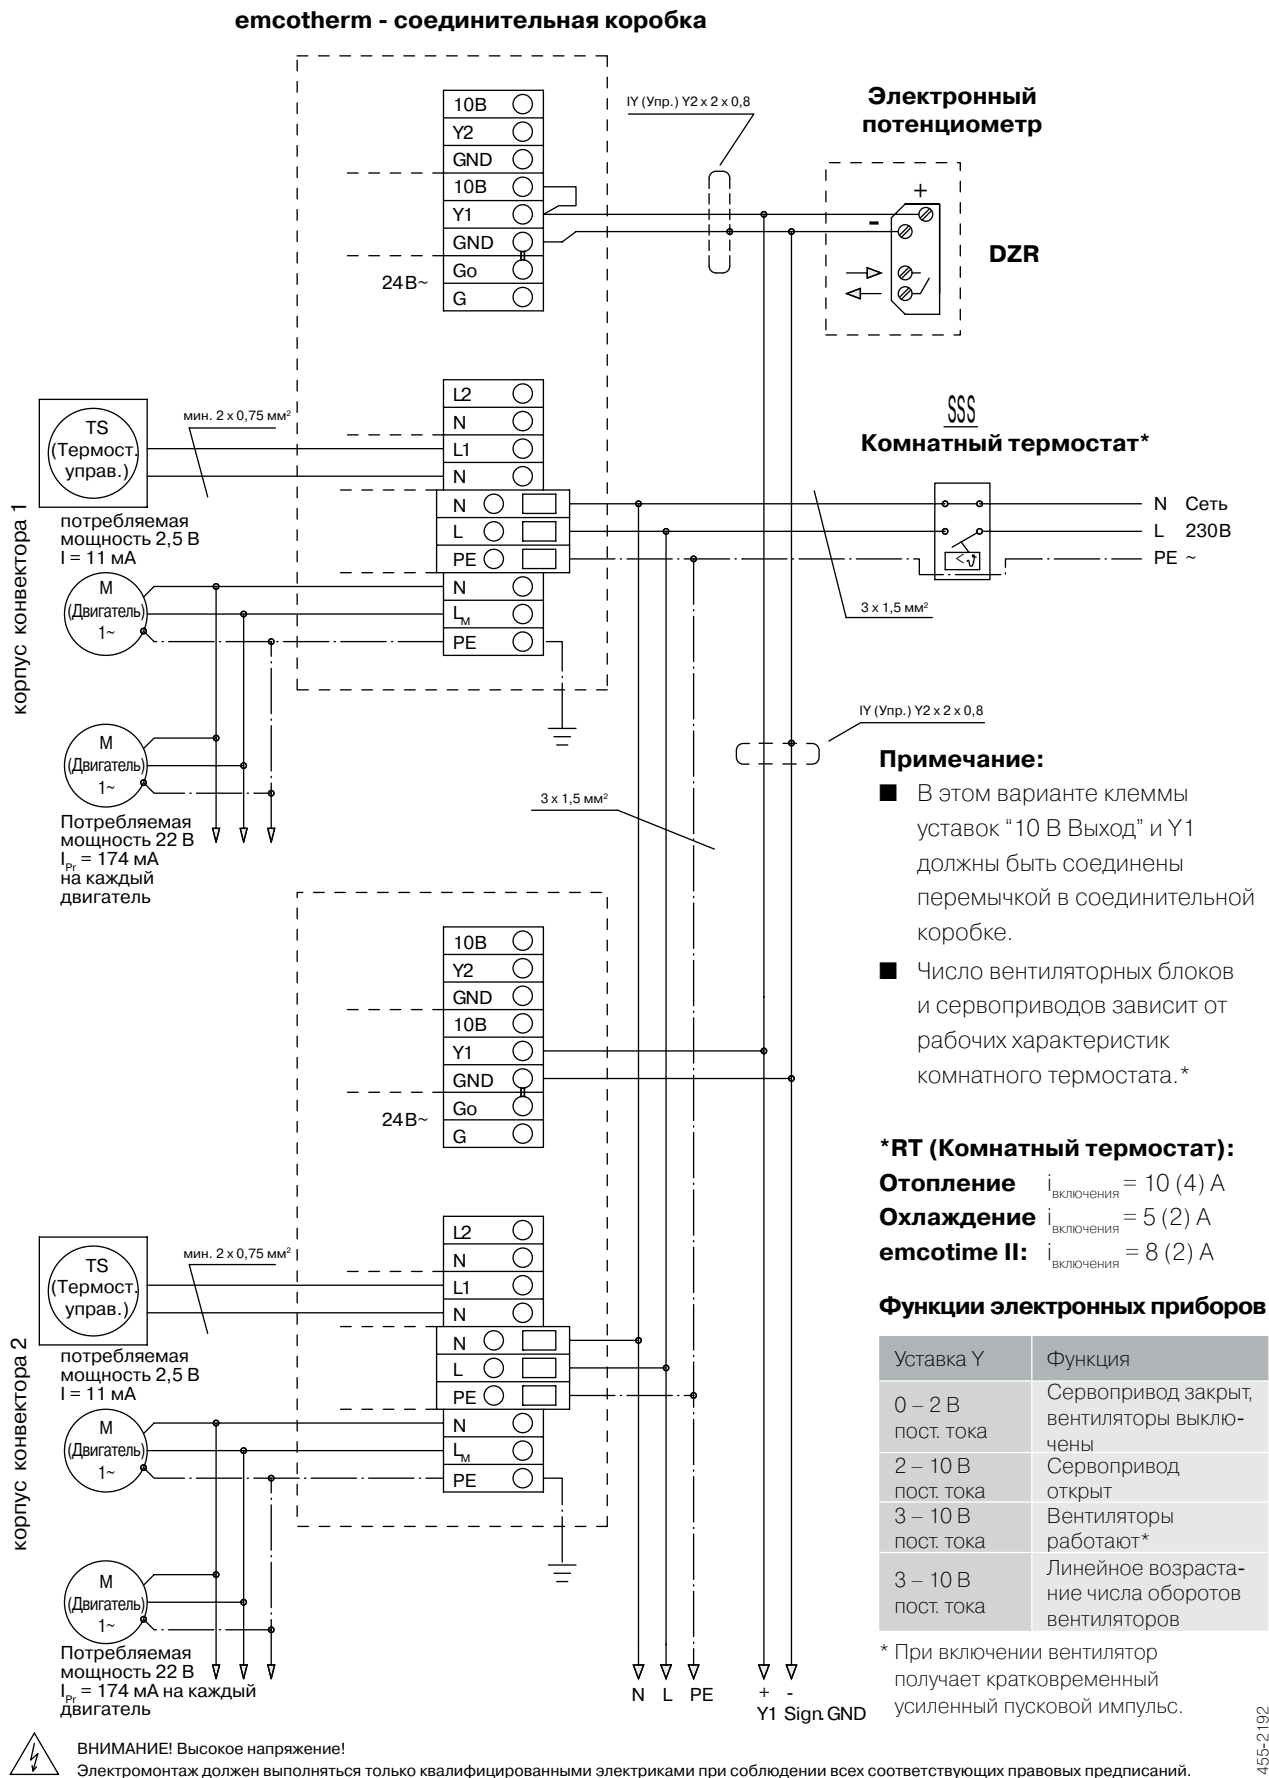 emcotherm - соединительная коробка
10В
Y2
GND
10В
Y1
GND
Go
G
24В~
IY (Упр.) Y2 x 2 x 0,8
Электронный
потенциометр
+
-
DZR
L2
N
L1
N
N
L
PE
N
LM
PE
корпус конвектора 1
TS
(Термост.
управ.)
мин. 2 x 0,75 мм²
потребляемая
мощность 2,5 В
I = 11 мА
М
(Двигатель)
1~
М
(Двигатель)
1~
Потребляемая
мощность 22 В
IPr = 174 мА
на каждый
двигатель
SSS
Комнатный термостат*
<ϑ
N Сеть
L 230В
PE ~
3 x 1,5 мм²
IY (Упр.) Y2 x 2 x 0,8
3 x 1,5 мм²
Примечание:
■ В этом варианте клеммы
уставок “10 В Выход” и Y1
должны быть соединены
перемычкой в соединительной
коробке.
■ Число вентиляторных блоков
и сервоприводов зависит от
рабочих характеристик
комнатного термостата.*
10В
Y2
GND
10В
Y1
GND
Go
G
24В~
L2
N
L1
N
N
L
PE
N
LM
PE
корпус конвектора 2
TS
(Термост.
управ.)
мин. 2 x 0,75 мм²
потребляемая
мощность 2,5 В
I = 11 мА
М
(Двигатель)
1~
М
(Двигатель)
1~
Потребляемая
мощность 22 В
IPr = 174 мА на каждый
двигатель
N L PE
+ -
Y1 Sign. GND
*RT (Комнатный термостат):
Отопление iвключения = 10 (4) A
Охлаждение iвключения = 5 (2) A
emcotime II: iвключения = 8 (2) A
Функции электронных приборов
Уставка Y Функция
0 – 2 В
пост. тока
Сервопривод закрыт,
вентиляторы выклю-
чены
2 – 10 В
пост. тока
Сервопривод
открыт
3 – 10 В
пост. тока
Вентиляторы
работают*
3 – 10 В
пост. тока
Линейное возраста-
ние числа оборотов
вентиляторов
* При включении вентилятор
получает кратковременный
усиленный пусковой импульс.
455-2192
ВНИМАНИЕ! Высокое напряжение!
Электромонтаж должен выполняться только квалифицированными электриками при соблюдении всех соответствующих правовых предписаний.